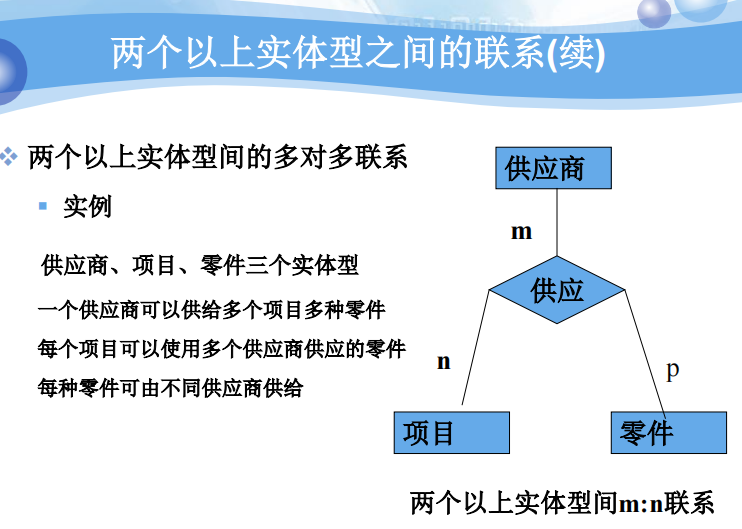 两个以上实体型之间的联系(续)
两个以上实体型间的多对多联系
实例
供应商、项目、零件三个实体型
一个供应商可以供给多个项目多种零件
每个项目可以使用多个供应商供应的零件
每种零件可由不同供应商供给
供应商
m
供应
n
p
项目
零件
两个以上实体型间m:n联系